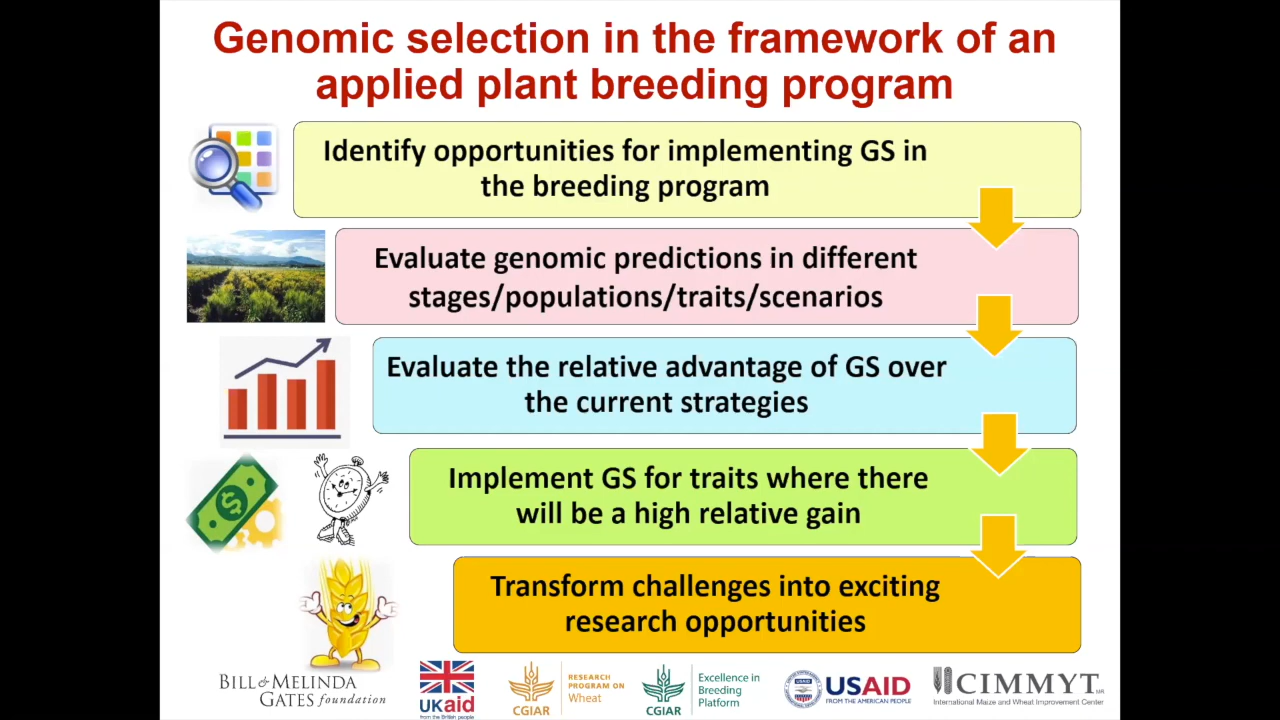 Genomic selection in the framework of an
applied plant breeding program
Identify opportunities for implementing GS in
the breeding program
Evaluate genomic predictions in different
stages/populations/traits/scenarios
Evaluate the relative advantage of GS over
the current strategies
Implement GS for traits where there
will be a high relative gain
Transform challenges into exciting
research opportunities
BILL & MELINDA
GATES foundation
UKaid
from the British people
CGIAR
RESEARCH
PROGRAM ON
Wheat
CGIAR
Excellence in
Breeding
Platform
USAID
FROM THE AMERICAN PEOPLE
CIMMYT
International Maize and Wheat Improvement Center